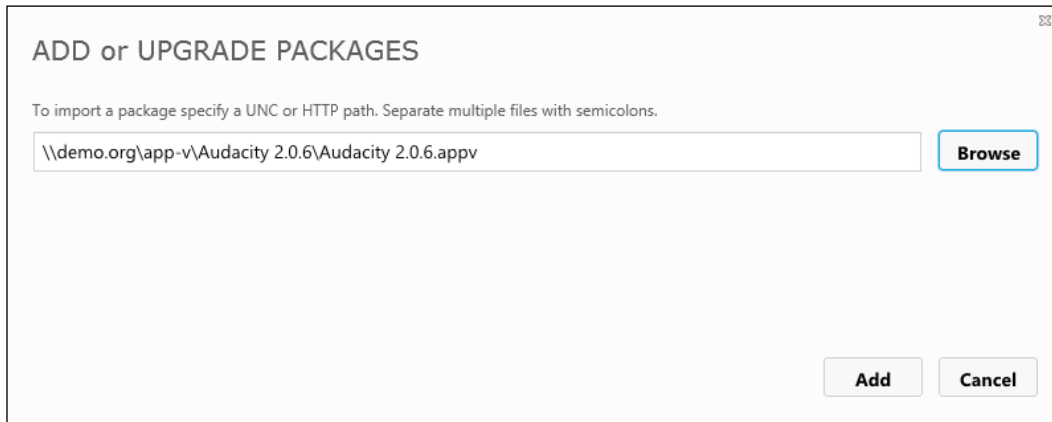 ADD or UPGRADE PACKAGES
To import a package specify a UNC or HTTP path. Separate multiple files with semicolons.
\\demo.org\app-v\Audacity 2.0.6\Audacity 2.0.6.appv
Browse
Add
Cancel